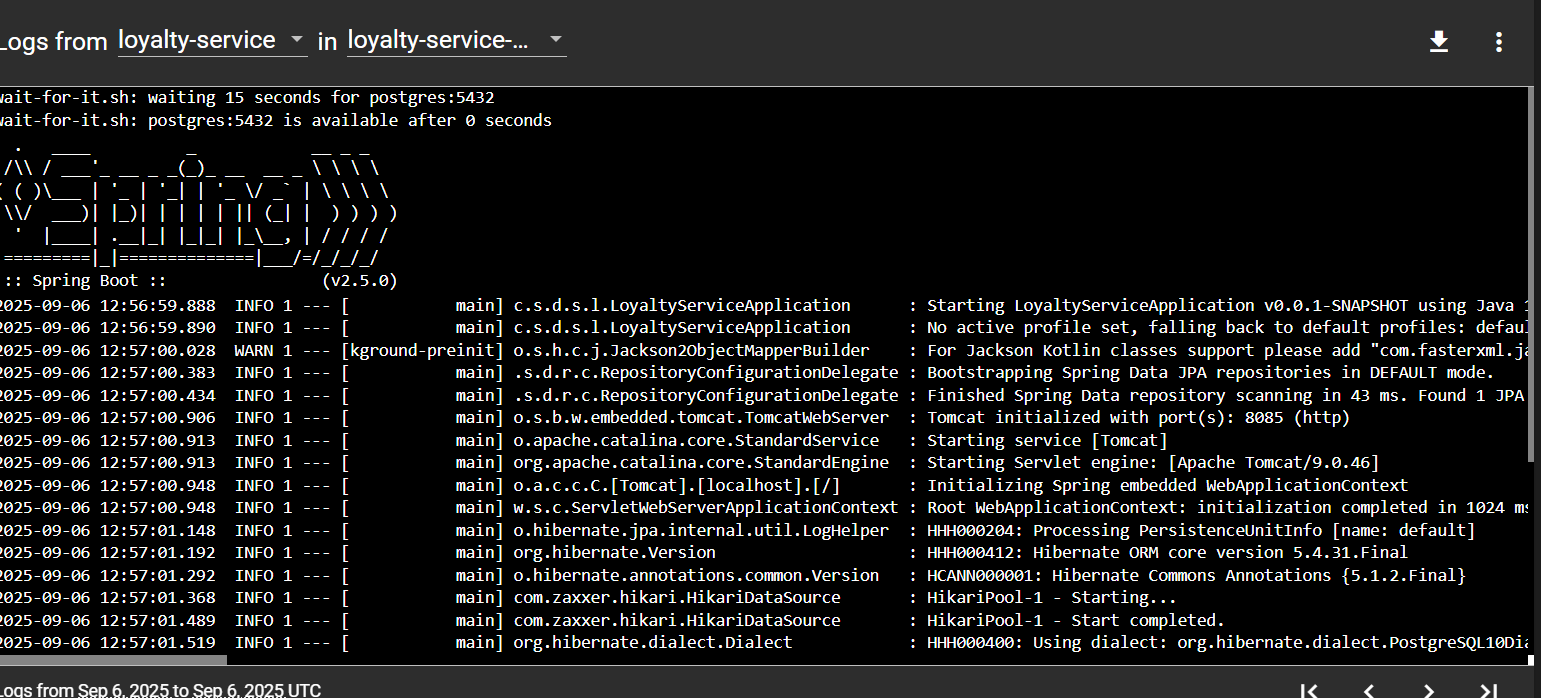 Logs from loyalty-service in loyalty-service-...
wait-for-it.sh: waiting 15 seconds for postgres:5432
wait-for-it.sh: postgres:5432 is available after 0 seconds
Spring
:: Spring Boot :: (v2.5.0)
2025-09-06 12:56:59.888 INFO 1 --- [ main] c.s.d.s.l.LoyaltyServiceApplication : Starting LoyaltyServiceApplication v0.0.1-SNAPSHOT using Java
2025-09-06 12:56:59.890 INFO 1 --- [ main] c.s.d.s.l.LoyaltyServiceApplication : No active profile set, falling back to default profiles: defau
2025-09-06 12:57:00.028 WARN 1 --- [kground-preinit] o.s.h.c.j.Jackson2ObjectMapperBuilder : For Jackson Kotlin classes support please add "com.fasterxml.ja
2025-09-06 12:57:00.383 INFO 1 --- [ main] .s.d.r.c.RepositoryConfigurationDelegate : Bootstrapping Spring Data JPA repositories in DEFAULT mode.
2025-09-06 12:57:00.434 INFO 1 --- [ main] .s.d.r.c.RepositoryConfigurationDelegate : Finished Spring Data repository scanning in 43 ms. Found 1 JPA
2025-09-06 12:57:00.906 INFO 1 --- [ main] o.s.b.w.embedded.tomcat.TomcatWebServer : Tomcat initialized with port(s): 8085 (http)
2025-09-06 12:57:00.913 INFO 1 --- [ main] o.apache.catalina.core.StandardService : Starting service [Tomcat]
2025-09-06 12:57:00.913 INFO 1 --- [ main] org.apache.catalina.core.StandardEngine : Starting Servlet engine: [Apache Tomcat/9.0.46]
2025-09-06 12:57:00.948 INFO 1 --- [ main] o.a.c.c.C.[Tomcat].[localhost].[/] : Initializing Spring embedded WebApplicationContext
2025-09-06 12:57:00.948 INFO 1 --- [ main] w.s.c.ServletWebServerApplicationContext : Root WebApplicationContext: initialization completed in 1024 ms
2025-09-06 12:57:01.148 INFO 1 --- [ main] o.hibernate.jpa.internal.util.LogHelper : HHH000204: Processing PersistenceUnitInfo [name: default]
2025-09-06 12:57:01.192 INFO 1 --- [ main] org.hibernate.Version : HHH000412: Hibernate ORM core version 5.4.31.Final
2025-09-06 12:57:01.292 INFO 1 --- [ main] o.hibernate.annotations.common.Version : HCANN000001: Hibernate Commons Annotations {5.1.2.Final}
2025-09-06 12:57:01.368 INFO 1 --- [ main] com.zaxxer.hikari.HikariDataSource : HikariPool-1 - Starting...
2025-09-06 12:57:01.489 INFO 1 --- [ main] com.zaxxer.hikari.HikariDataSource : HikariPool-1 - Start completed.
2025-09-06 12:57:01.519 INFO 1 --- [ main] org.hibernate.dialect.Dialect : HHH000400: Using dialect: org.hibernate.dialect.PostgreSQL10Dia
Logs from Sep 6, 2025 to Sep 6, 2025 UTC